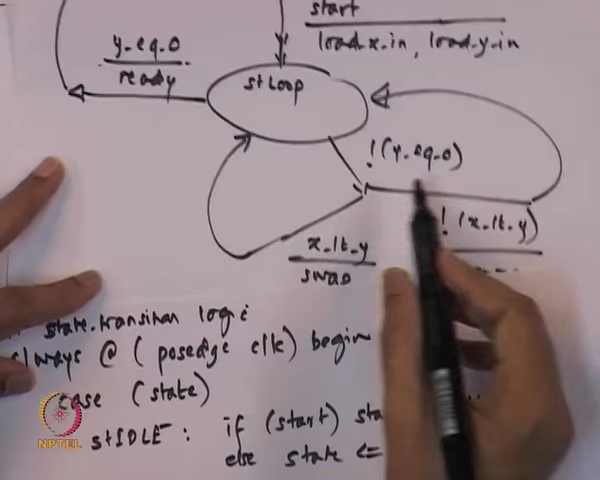 start
load-x-in, load-y-in
y-eq-0
ready
stLoop
!(y-eq-0)
!(x-lt-y)
x-lt-y
swap
state-transition logic
always @ (posedge clk) begin
case (state)
stIDLE : if (start)
else state <=
NPTEL